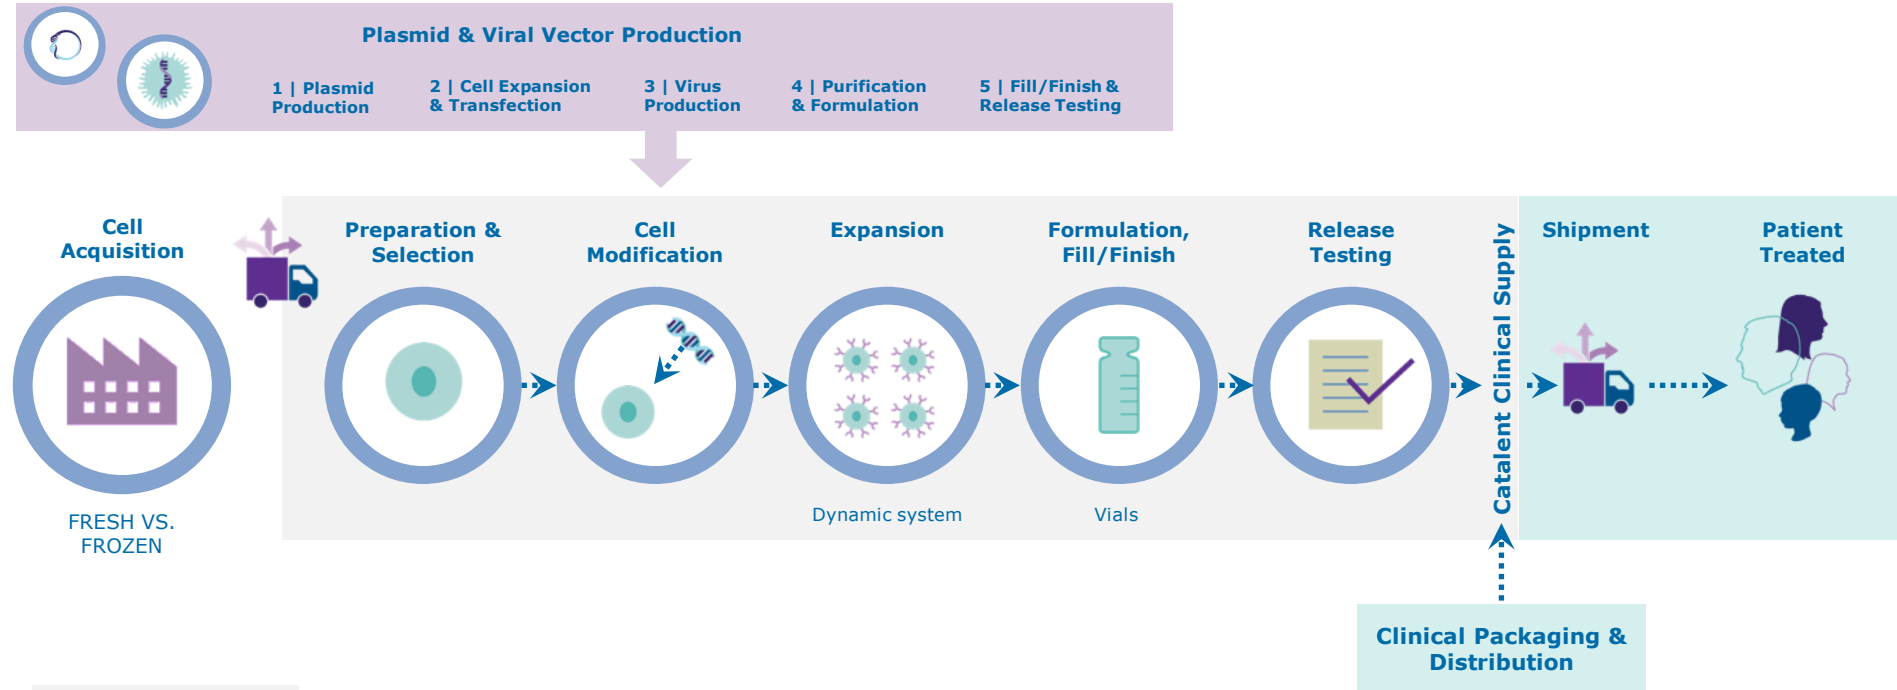 Plasmid & Viral Vector Production
1 | Plasmid
Production
2 | Cell Expansion
& Transfection
3 | Virus
Production
4 | Purification
& Formulation
5 | Fill/Finish &
Release Testing
Cell
Acquisition
FRESH VS.
FROZEN
Preparation &
Selection
Cell
Modification
Expansion
Dynamic system
Formulation,
Fill/Finish
Vials
Release
Testing
Catalent Clinical Supply
Shipment
Patient
Treated
Clinical Packaging &
Distribution